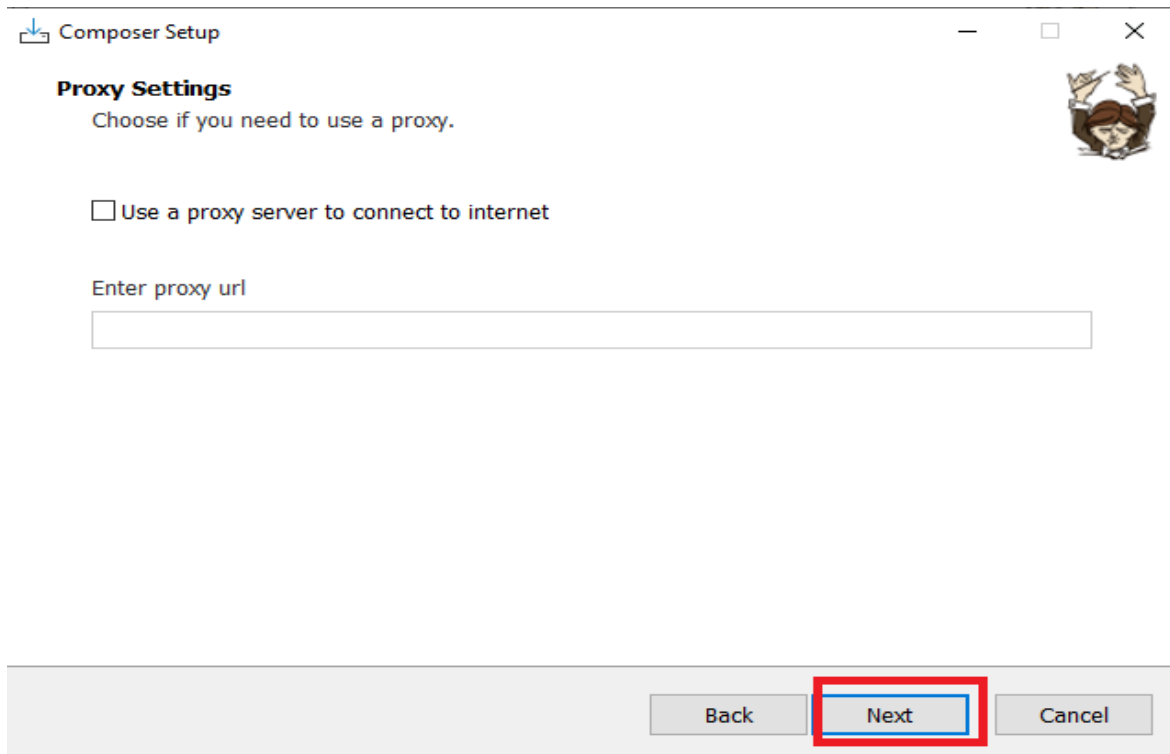 Composer Setup
Proxy Settings
Choose if you need to use a proxy.
Use a proxy server to connect to internet
Enter proxy url
Back Next Cancel